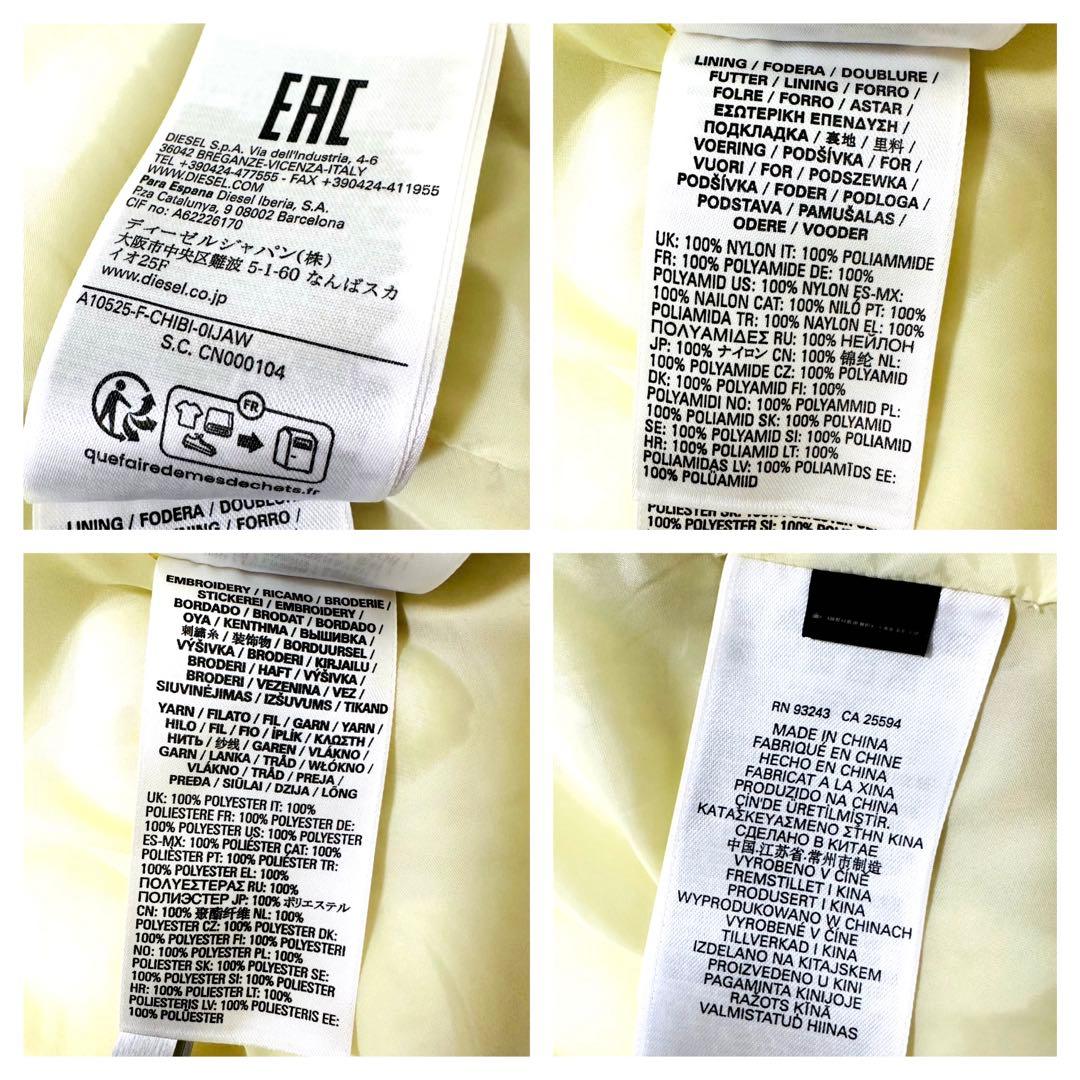 EAC
DIESEL S.p.A. Via dell'Industria, 4-6
36042 BREGANZE-VICENZA-ITALY
TEL +390424-477555 - FAX +390424-411955
WWW.DIESEL.COM
Para Espana Diesel Iberia, S.A.
P.za Catalunya, 9 08002 Barcelona
CIF no: A62226170
ディーゼルジャパン(株)
大阪市中央区難波 5-1-60 なんばスカ
イオ25F
www.diesel.co.jp
A10525-F-CHIBI-0IJAW
S.C. CN000104
FR
quefairedemesdechets.fr
LINING / FODERA / DOUBLU
NING / FORRO /
LINING / FODERA / DOUBLURE /
FUTTER / LINING / FORRO /
FOLRE / FORRO / ASTAR /
ΕΣΩΤΕΡΙΚΗ ΕΠΕΝΔΥΣΗ /
ПОДКЛАДКА / 裏地 / 里料 /
VOERING / PODŠÍVKA / FOR /
VUORI / FOR / PODSZEWKA /
PODŠÍVKA / FODER / PODLOGA /
PODSTAVA / PAMUŠALAS /
ODERE / VOODER
UK: 100% NYLON IT: 100% POLIAMMIDE
FR: 100% POLYAMIDE DE: 100%
POLYAMID US: 100% NYLON ES-MX:
100% NAILON CAT: 100% NILÓ PT: 100%
POLIAMIDA TR: 100% NAYLON EL: 100%
ΠΟΛΥΑΜΙΔΕΣ RU: 100% НЕЙЛОН
JP: 100% ナイロン CN: 100% 锦纶 NL:
100% POLYAMIDE CZ: 100% POLYAMID
DK: 100% POLYAMID FI: 100%
POLYAMIDI NO: 100% POLYAMMID PL:
100% POLIAMID SK: 100% POLYAMID
SE: 100% POLYAMID SI: 100% POLIAMID
HR: 100% POLIAMID LT: 100%
POLIAMIDAS LV: 100% POLIAMĪDS EE:
100% POLÜAMIID
POLIESTER SK: 100% POLYESTER SE:
100% POLYESTER SI: 100% POLIESTER
EMBROIDERY / RICAMO / BRODERIE /
STICKEREI / EMBROIDERY /
BORDADO / BRODAT / BORDADO /
OYA / ΚΕΝΤΗΜΑ / ВЫШИВКА /
刺繍糸 / 装饰物 / BORDUURSEL /
VÝŠIVKA / BRODERI / KIRJAILU /
BRODERI / HAFT / VÝŠIVKA /
BRODERI / VEZENINA / VEZ /
SIUVINĖJIMAS / IZŠUVUMS / TIKAND
YARN / FILATO / FIL / GARN / YARN /
HILO / FIL / FIO / İPLİK / ΚΛΩΣΤΗ /
НИТЬ / 纱线 / GAREN / VLÁKNO /
GARN / LANKA / TRÅD / WŁÓKNO /
VLÁKNO / TRÅD / PREJA /
PREĐA / SIŪLAI / DZIJA / LÕNG
UK: 100% POLYESTER IT: 100%
POLIESTERE FR: 100% POLYESTER DE:
100% POLYESTER US: 100% POLYESTER
ES-MX: 100% POLIÉSTER CAT: 100%
POLIÈSTER PT: 100% POLIÉSTER TR:
100% POLYESTER EL: 100%
ΠΟΛΥΕΣΤΕΡΑΣ RU: 100%
ПОЛИЭСТЕР JP: 100% ポリエステル
CN: 100% 聚酯纤维 NL: 100%
POLYESTER CZ: 100% POLYESTER DK:
100% POLYESTER FI: 100% POLYESTERI
NO: 100% POLYESTER PL: 100%
POLIESTER SK: 100% POLYESTER SE:
100% POLYESTER SI: 100% POLIESTER
HR: 100% POLIESTER LT: 100%
POLIESTERIS LV: 100% POLIESTERIS EE:
100% POLÜESTER
RN 93243 CA 25594
MADE IN CHINA
FABRIQUÉ EN CHINE
HECHO EN CHINA
FABRICAT A LA XINA
PRODUZIDO NA CHINA
ÇİN'DE ÜRETİLMİŞTİR.
ΚΑΤΑΣΚΕΥΑΣΜΕΝΟ ΣΤΗΝ ΚΙΝΑ
СДЕЛАНО В КИТАЕ
中国.江苏省.常州市制造
VYROBENO V ČÍNĚ
FREMSTILLET I KINA
PRODUSERT I KINA
WYPRODUKOWANO W CHINACH
VYROBENÉ V ČÍNE
TILLVERKAD I KINA
IZDELANO NA KITAJSKEM
PROIZVEDENO U KINI
PAGAMINTA KINIJOJE
RAŽOTS ĶĪNĀ
VALMISTATUD HIINAS